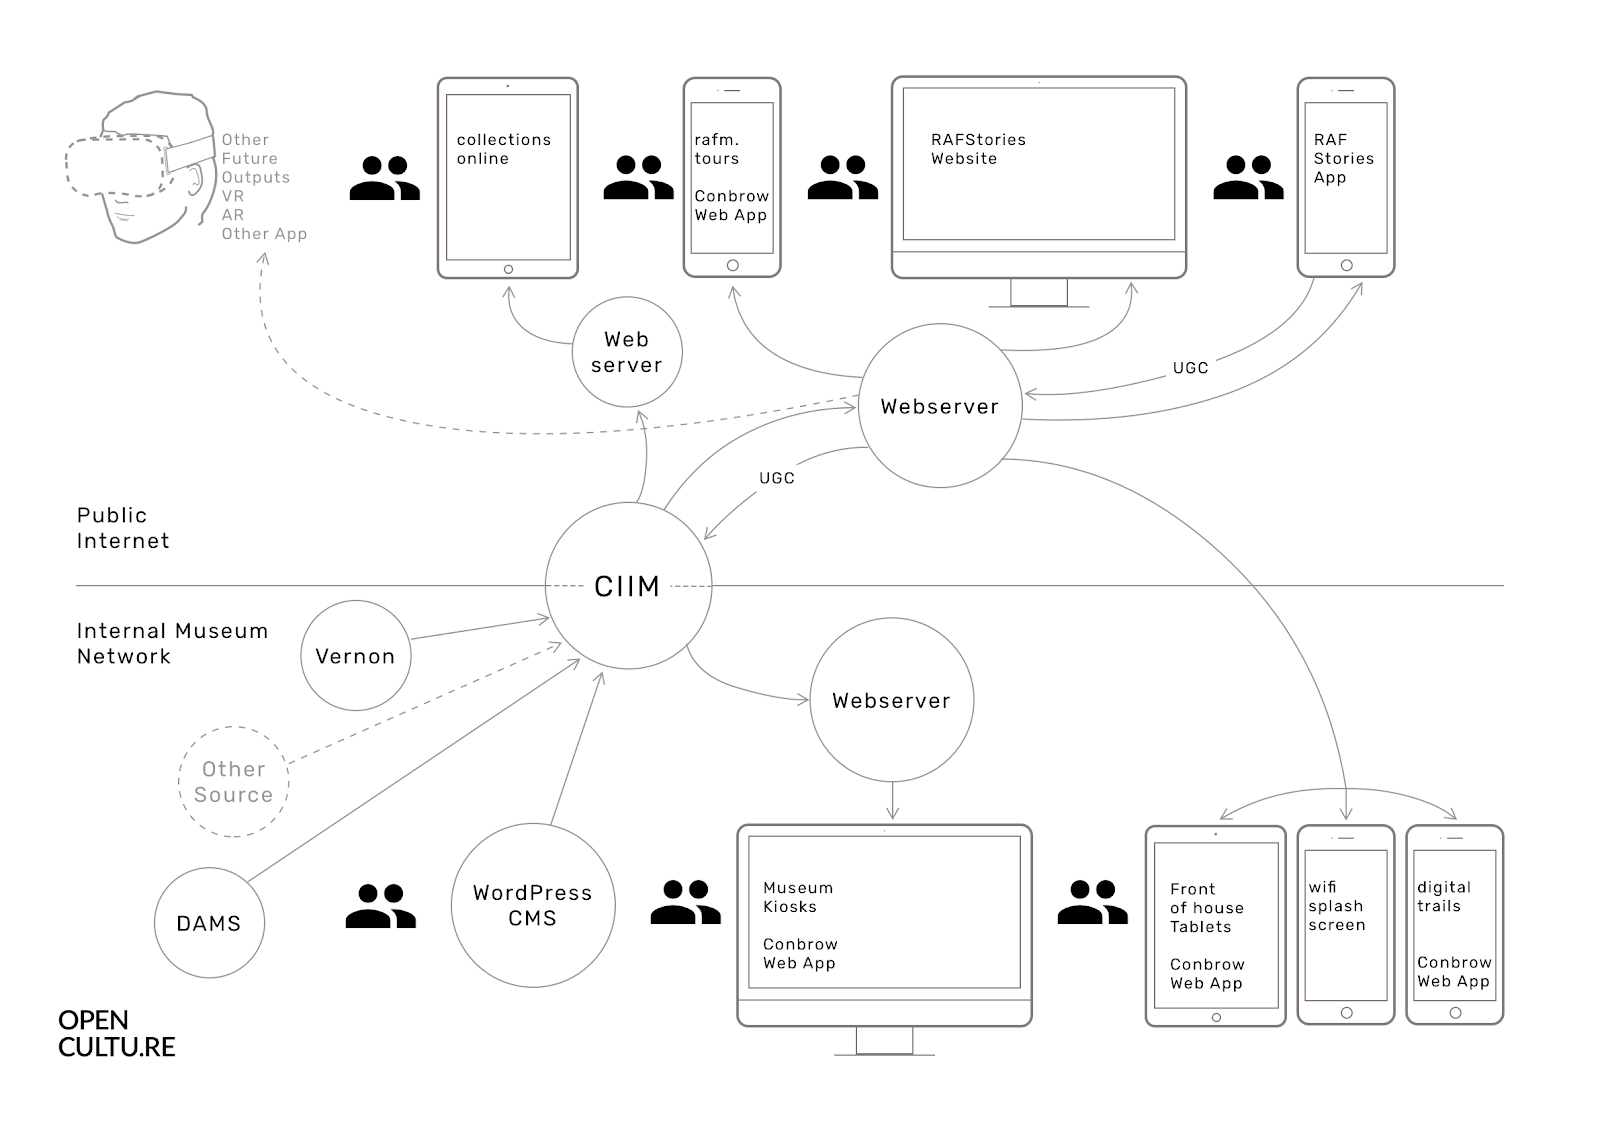 Other
Future
Outputs
VR
AR
Other App
collections
online
rafm.
tours
Conbrow
Web App
RAFStories
Website
RAF
Stories
App
Web
server
Webserver
UGC
UGC
Public
Internet
CIIM
Internal Museum
Network
Vernon
Webserver
Other
Source
DAMS
WordPress
CMS
Museum
Kiosks
Conbrow
Web App
Front
of house
Tablets
Conbrow
Web App
wifi
splash
screen
digital
trails
Conbrow
Web App
OPEN
CULTU.RE